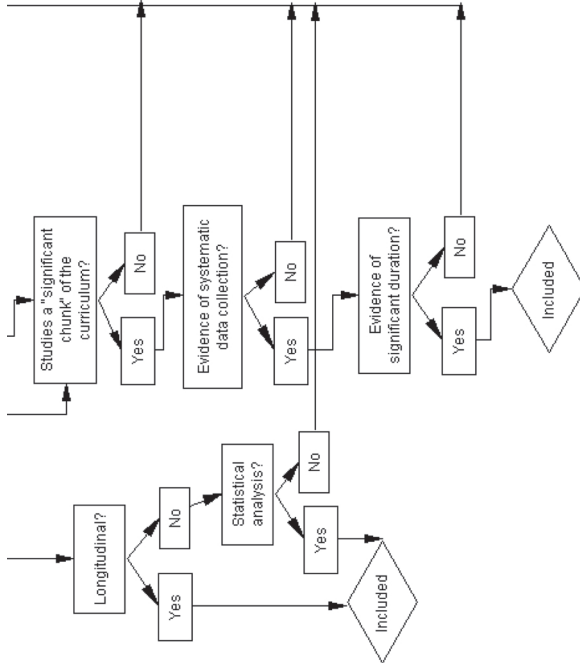 Studies a "significant
chunk" of the
curriculum?
No
Yes
Evidence of systematic
data collection?
No
Yes
Evidence of
significant duration?
No
Yes
Included
Longitudinal?
No
Yes
Statistical
analysis?
No
Yes
Included